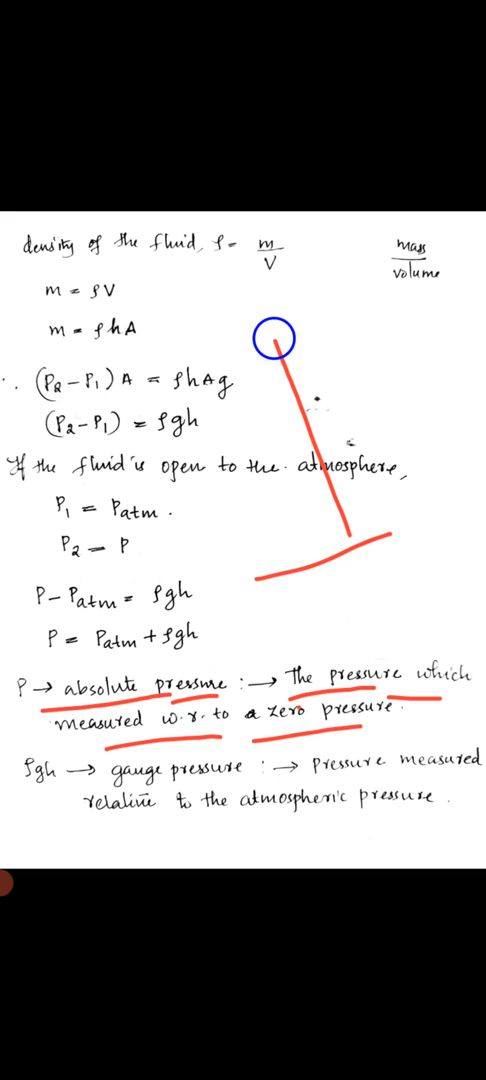 density of the fluid, ρ = m/V mass/volume
m = ρV
m = ρhA
∴ (P₂-P₁) A = ρhAg
(P₂-P₁) = ρgh
If the fluid is open to the atmosphere,
P₁ = Patm.
P₂ = P
P-Patm = ρgh
P = Patm + ρgh
P → absolute pressure :→ The pressure which
measured w.r.to a zero pressure.
ρgh → gauge pressure :→ Pressure measured
relative to the atmospheric pressure.